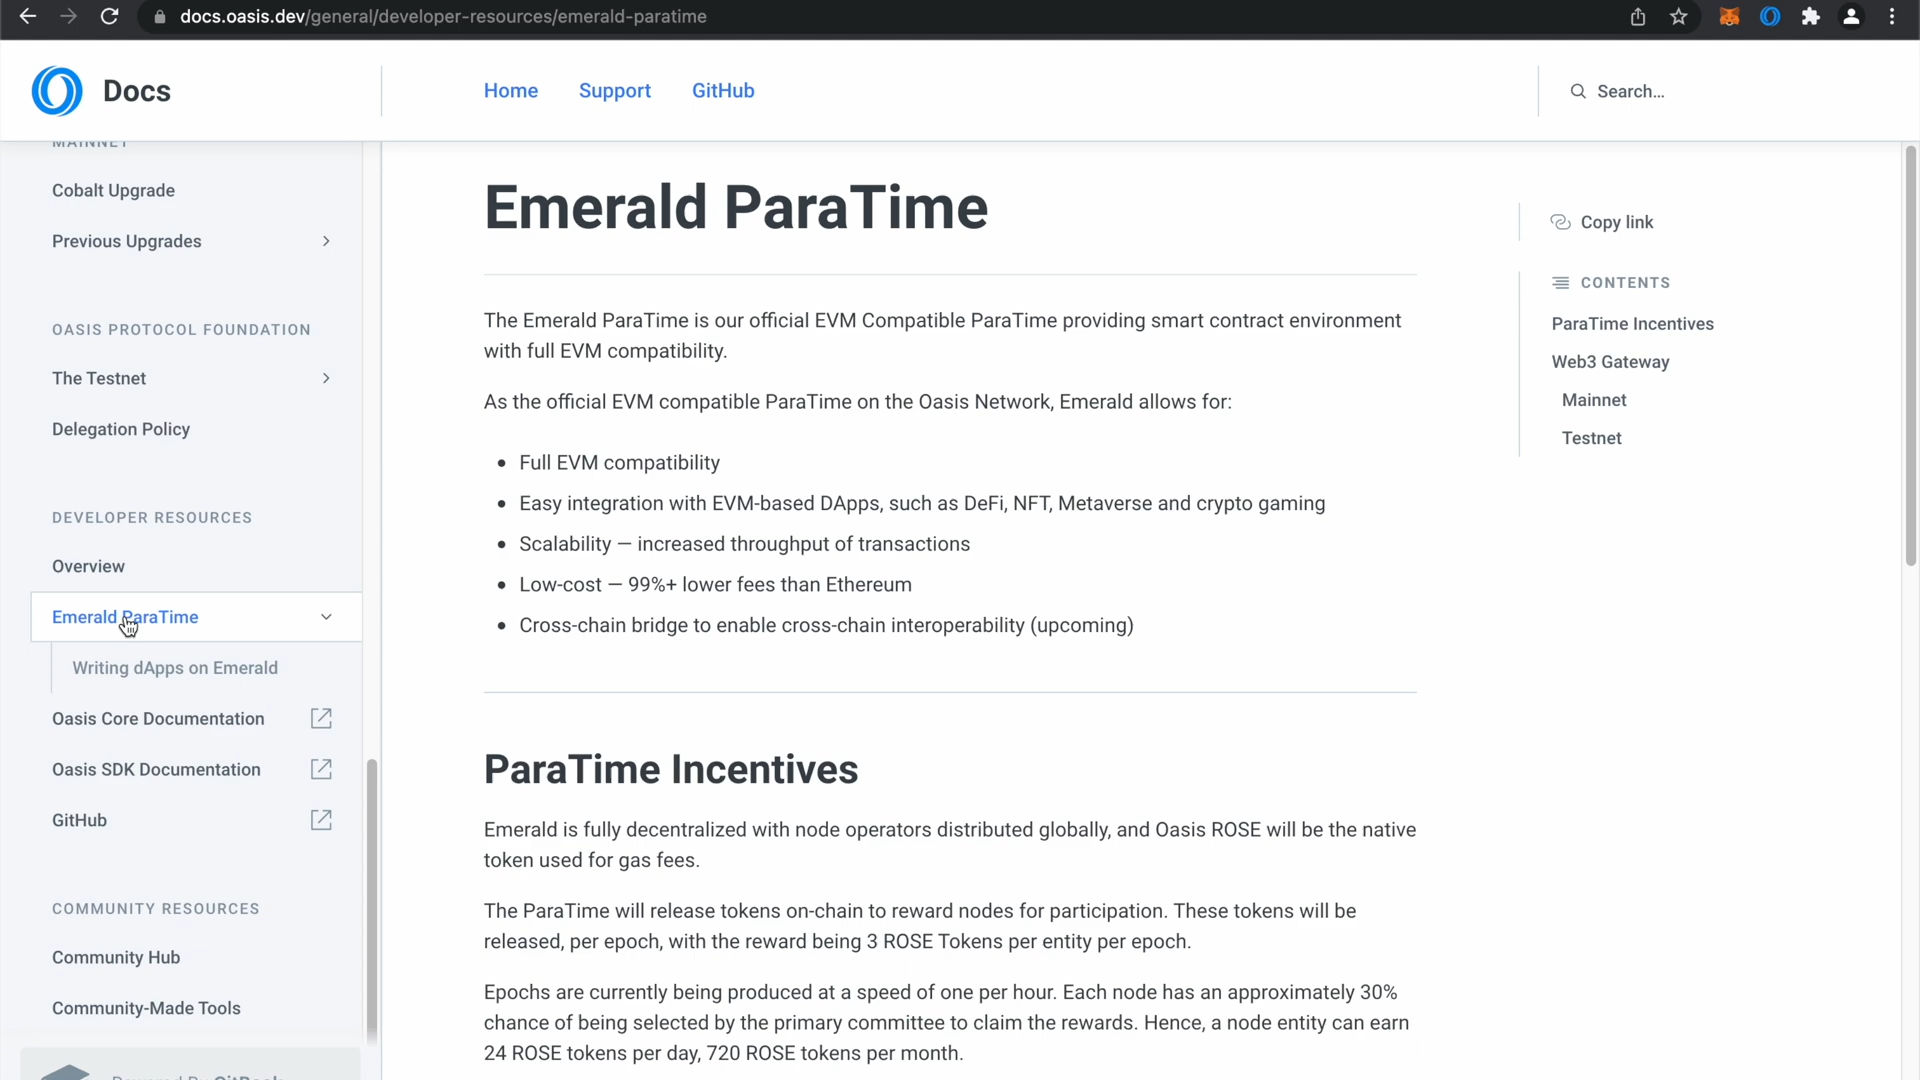 docs.oasis.dev/general/developer-resources/emerald-paratime
Docs
Home
Support
GitHub
Search...
MAINNET
Cobalt Upgrade
Previous Upgrades
OASIS PROTOCOL FOUNDATION
The Testnet
Delegation Policy
DEVELOPER RESOURCES
Overview
Emerald ParaTime
Writing dApps on Emerald
Oasis Core Documentation
Oasis SDK Documentation
GitHub
COMMUNITY RESOURCES
Community Hub
Community-Made Tools
Powered By GitBook
Emerald ParaTime
The Emerald ParaTime is our official EVM Compatible ParaTime providing smart contract environment
with full EVM compatibility.
As the official EVM compatible ParaTime on the Oasis Network, Emerald allows for:
• Full EVM compatibility
• Easy integration with EVM-based DApps, such as DeFi, NFT, Metaverse and crypto gaming
• Scalability — increased throughput of transactions
• Low-cost — 99%+ lower fees than Ethereum
• Cross-chain bridge to enable cross-chain interoperability (upcoming)
ParaTime Incentives
Emerald is fully decentralized with node operators distributed globally, and Oasis ROSE will be the native
token used for gas fees.
The ParaTime will release tokens on-chain to reward nodes for participation. These tokens will be
released, per epoch, with the reward being 3 ROSE Tokens per entity per epoch.
Epochs are currently being produced at a speed of one per hour. Each node has an approximately 30%
chance of being selected by the primary committee to claim the rewards. Hence, a node entity can earn
24 ROSE tokens per day, 720 ROSE tokens per month.
Copy link
CONTENTS
ParaTime Incentives
Web3 Gateway
Mainnet
Testnet